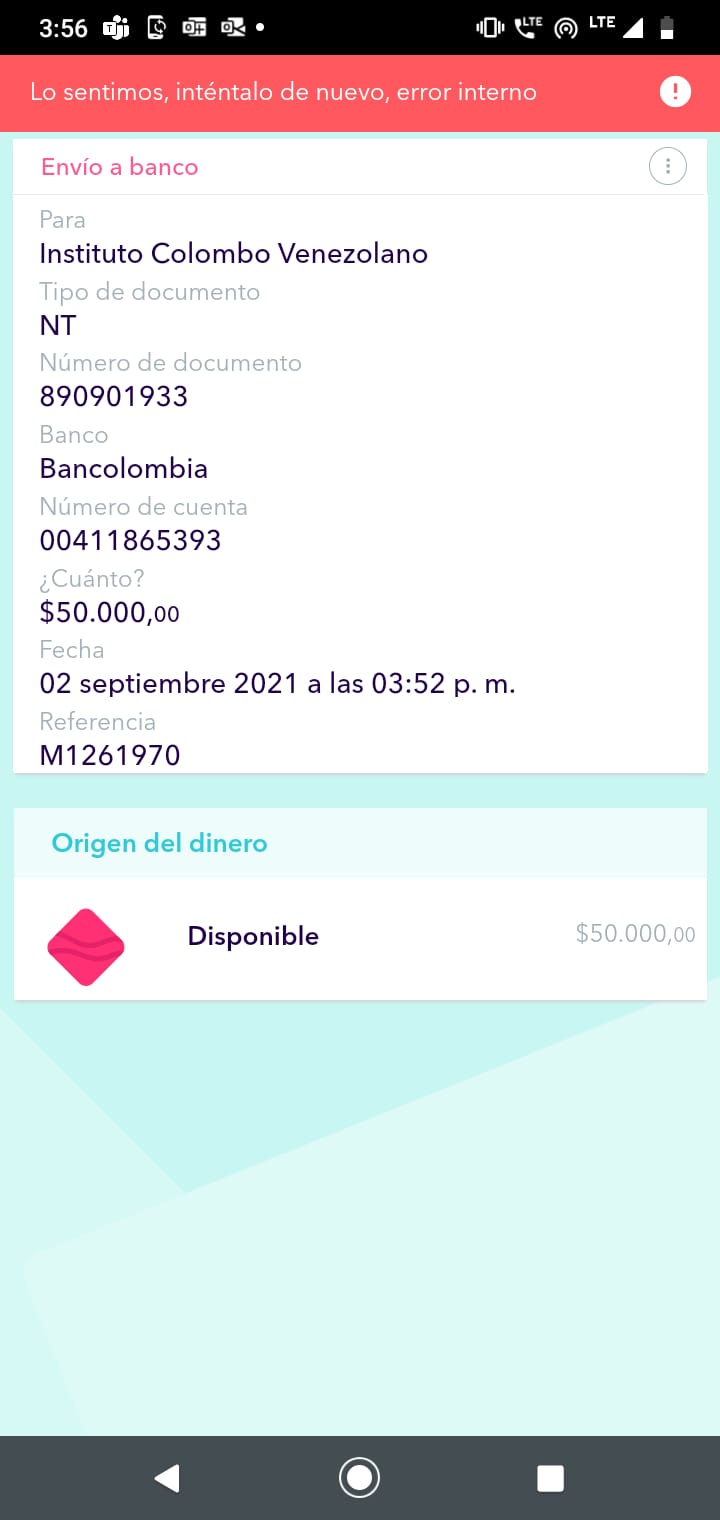 3:56
LTE
LTE
Lo sentimos, inténtalo de nuevo, error interno
!
Envío a banco
Para
Instituto Colombo Venezolano
Tipo de documento
NT
Número de documento
890901933
Banco
Bancolombia
Número de cuenta
00411865393
¿Cuánto?
$50.000,00
Fecha
02 septiembre 2021 a las 03:52 p. m.
Referencia
M1261970
Origen del dinero
Disponible $50.000,00